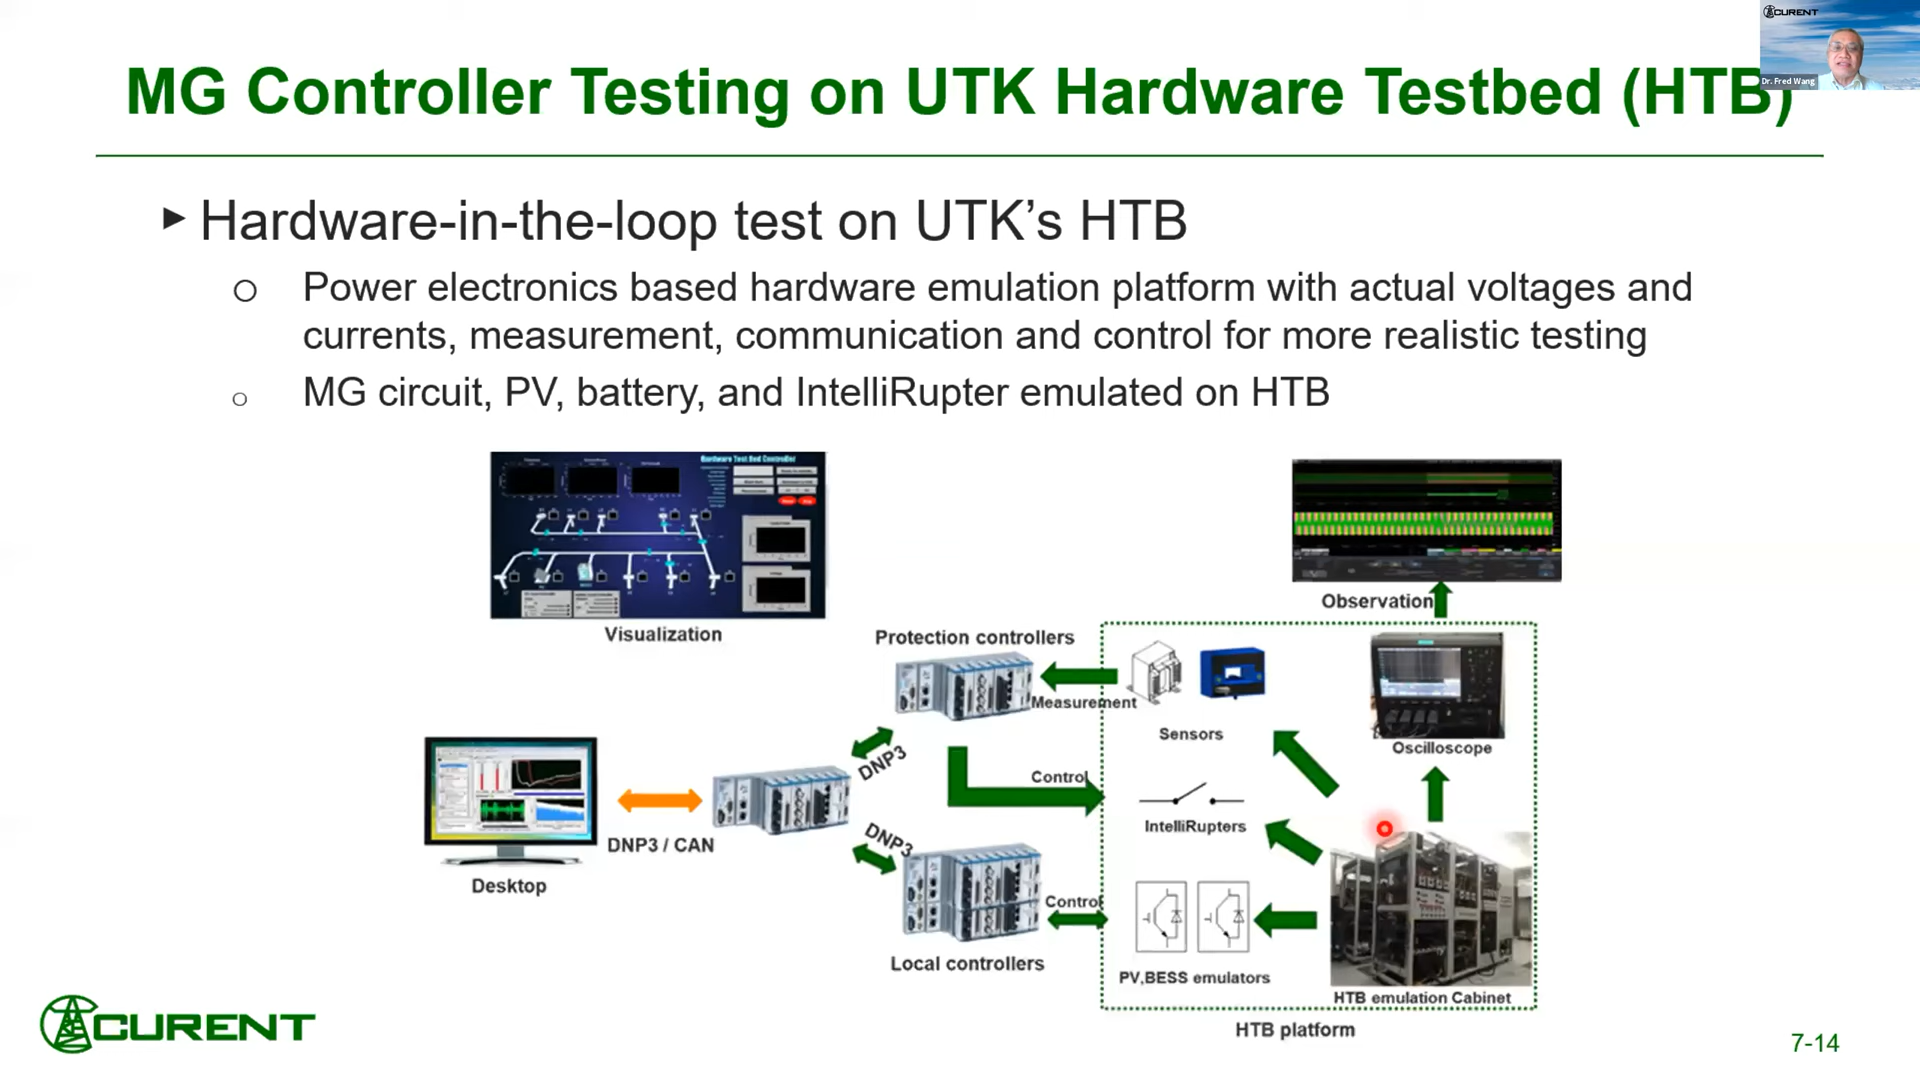 CURENT
Dr. Fred Wang
MG Controller Testing on UTK Hardware Testbed (HTB)
Hardware-in-the-loop test on UTK’s HTB
Power electronics based hardware emulation platform with actual voltages and
currents, measurement, communication and control for more realistic testing
MG circuit, PV, battery, and IntelliRupter emulated on HTB
Hardware Test Bed Controller
Visualization
Observation
Protection controllers
Measurement
Sensors
Oscilloscope
DNP3
Control
IntelliRupters
DNP3 / CAN
DNP3
Desktop
Control
Local controllers
PV,BESS emulators
HTB emulation Cabinet
HTB platform
CURENT
7-14